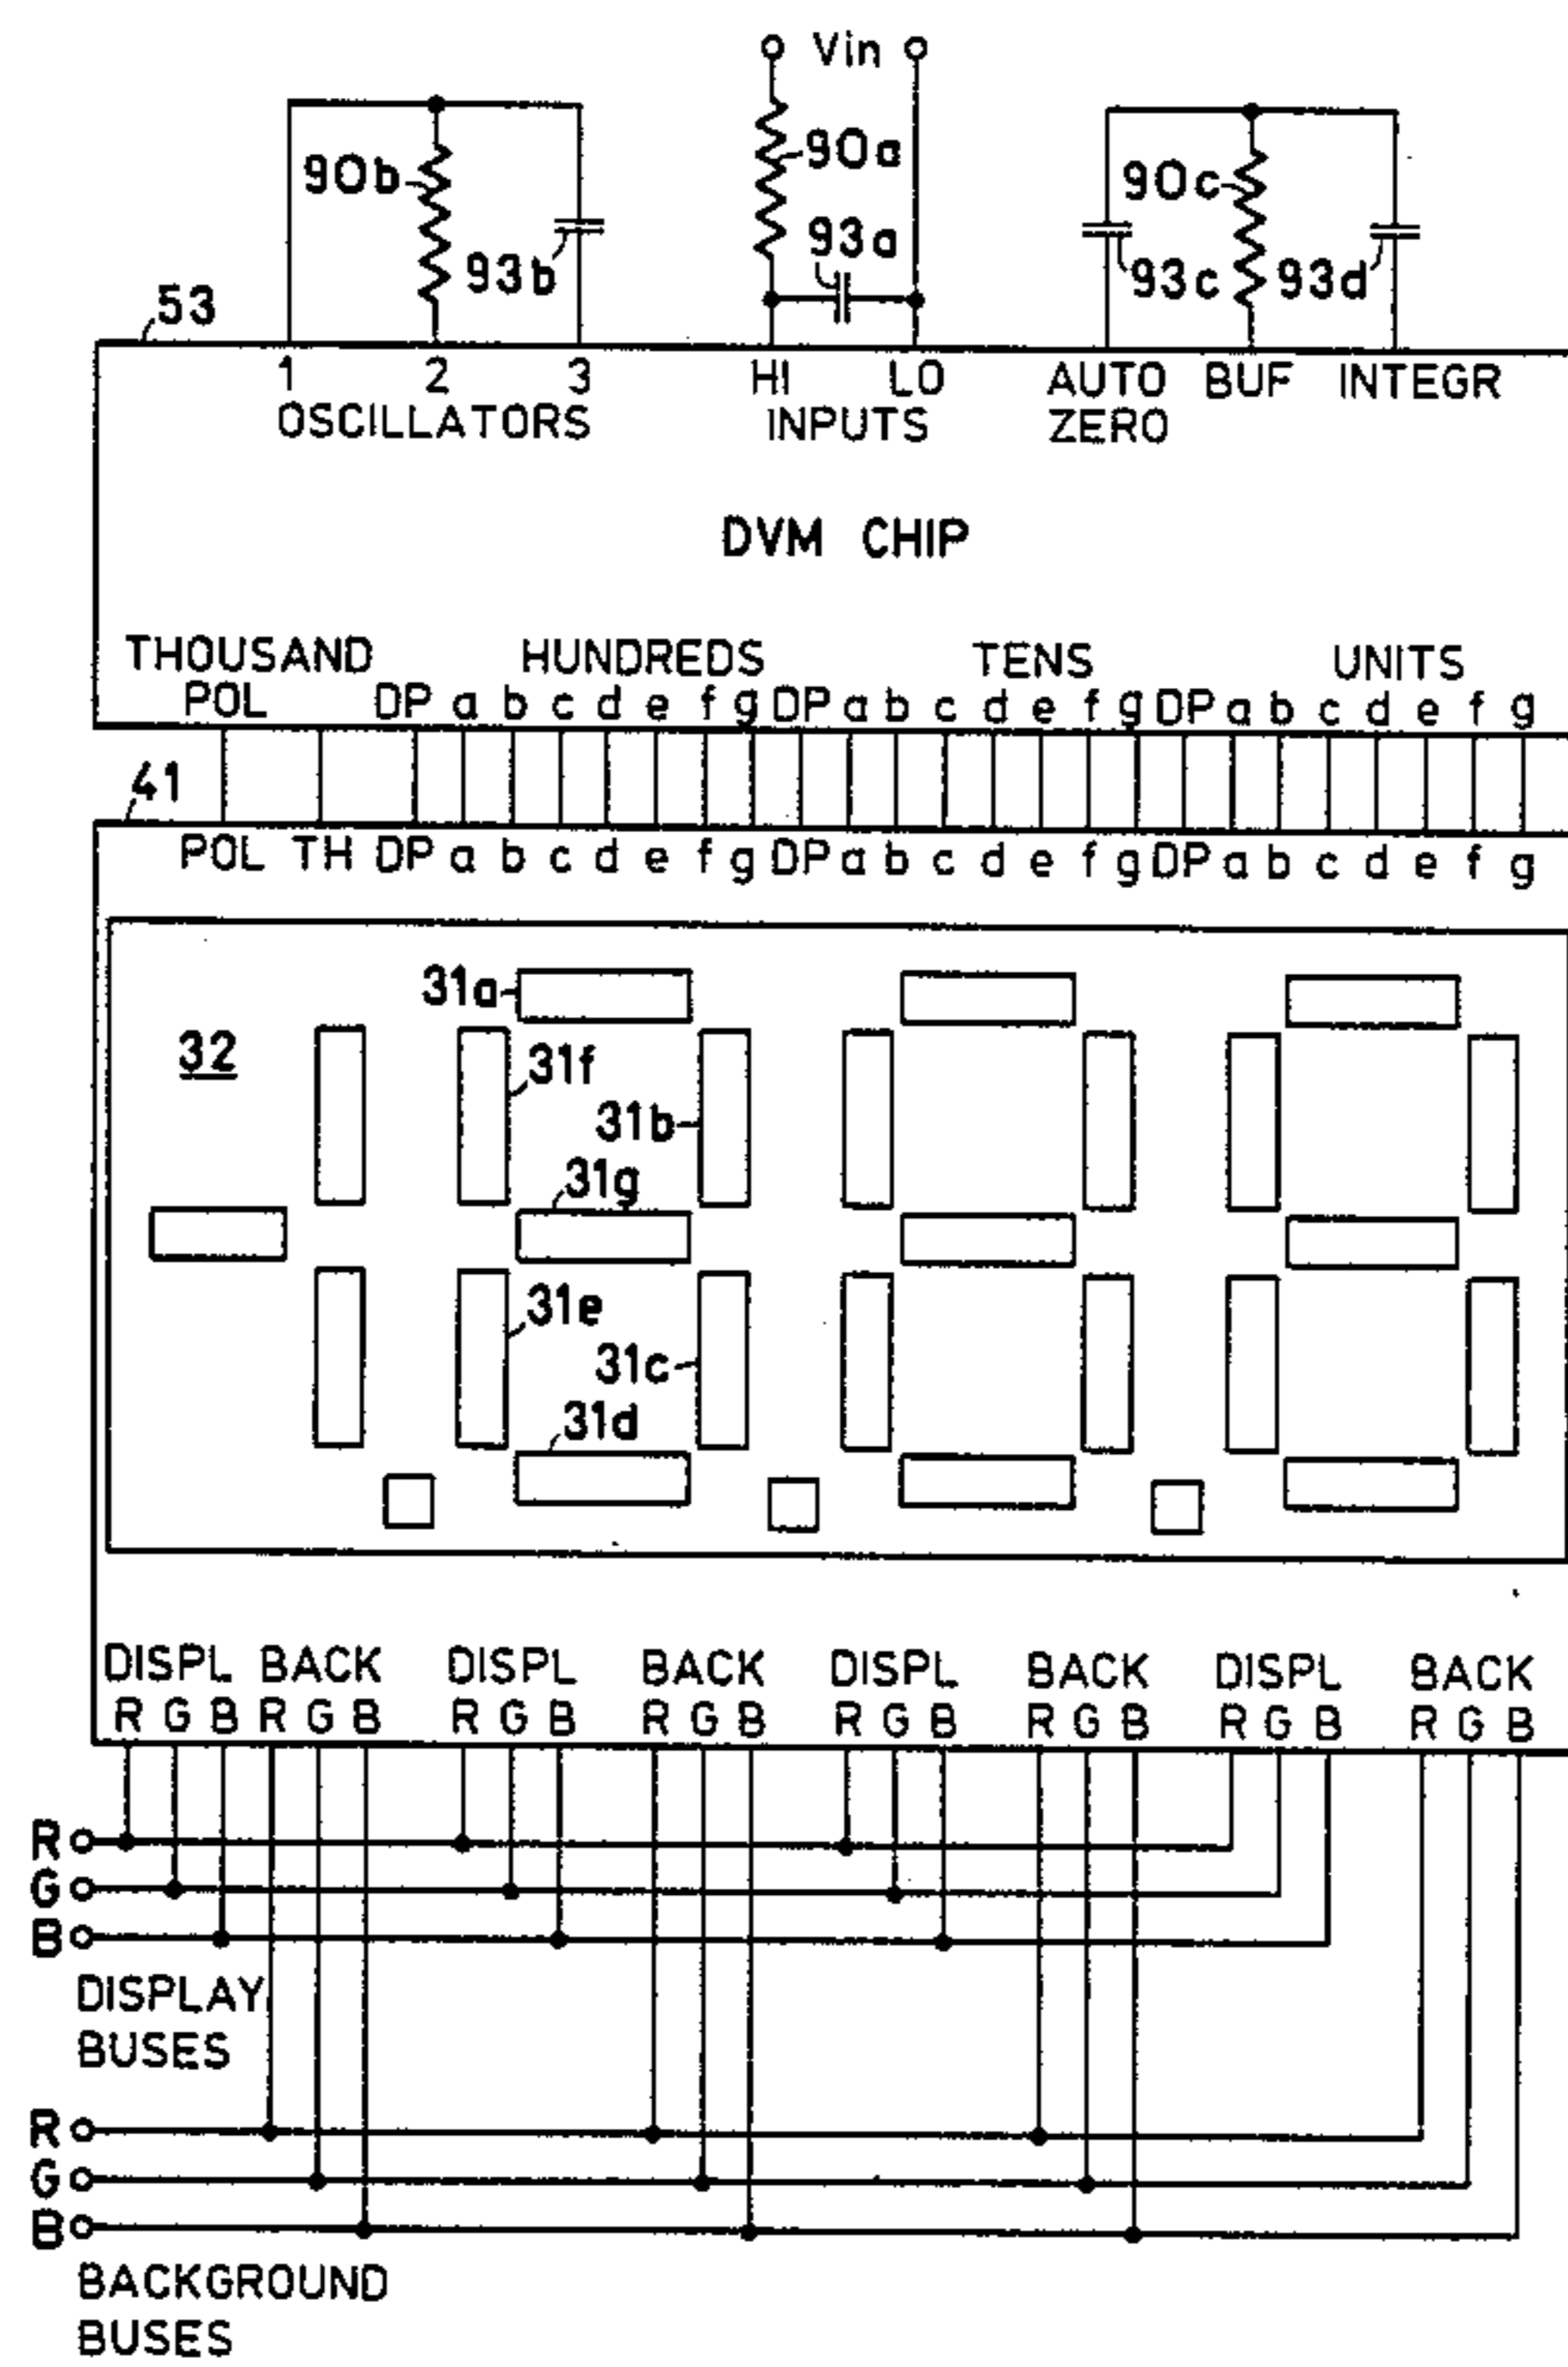 Vin
90b 90a 90c
93b 93a 93c 93d
53
1 2 3 HI LO AUTO BUF INTEGR
OSCILLATORS INPUTS ZERO
DVM CHIP
THOUSAND HUNDREDS TENS UNITS
POL DP a b c d e f g DP a b c d e f g DP a b c d e f g
41
POL TH DP a b c d e f g DP a b c d e f g DP a b c d e f g
31a
32 31f
31b
31g
31e
31c
31d
DISPL BACK DISPL BACK DISPL BACK DISPL BACK
R G B R G B R G B R G B R G B R G B R G B R G B
R
G
B
DISPLAY
BUSES
R
G
B
BACKGROUND
BUSES